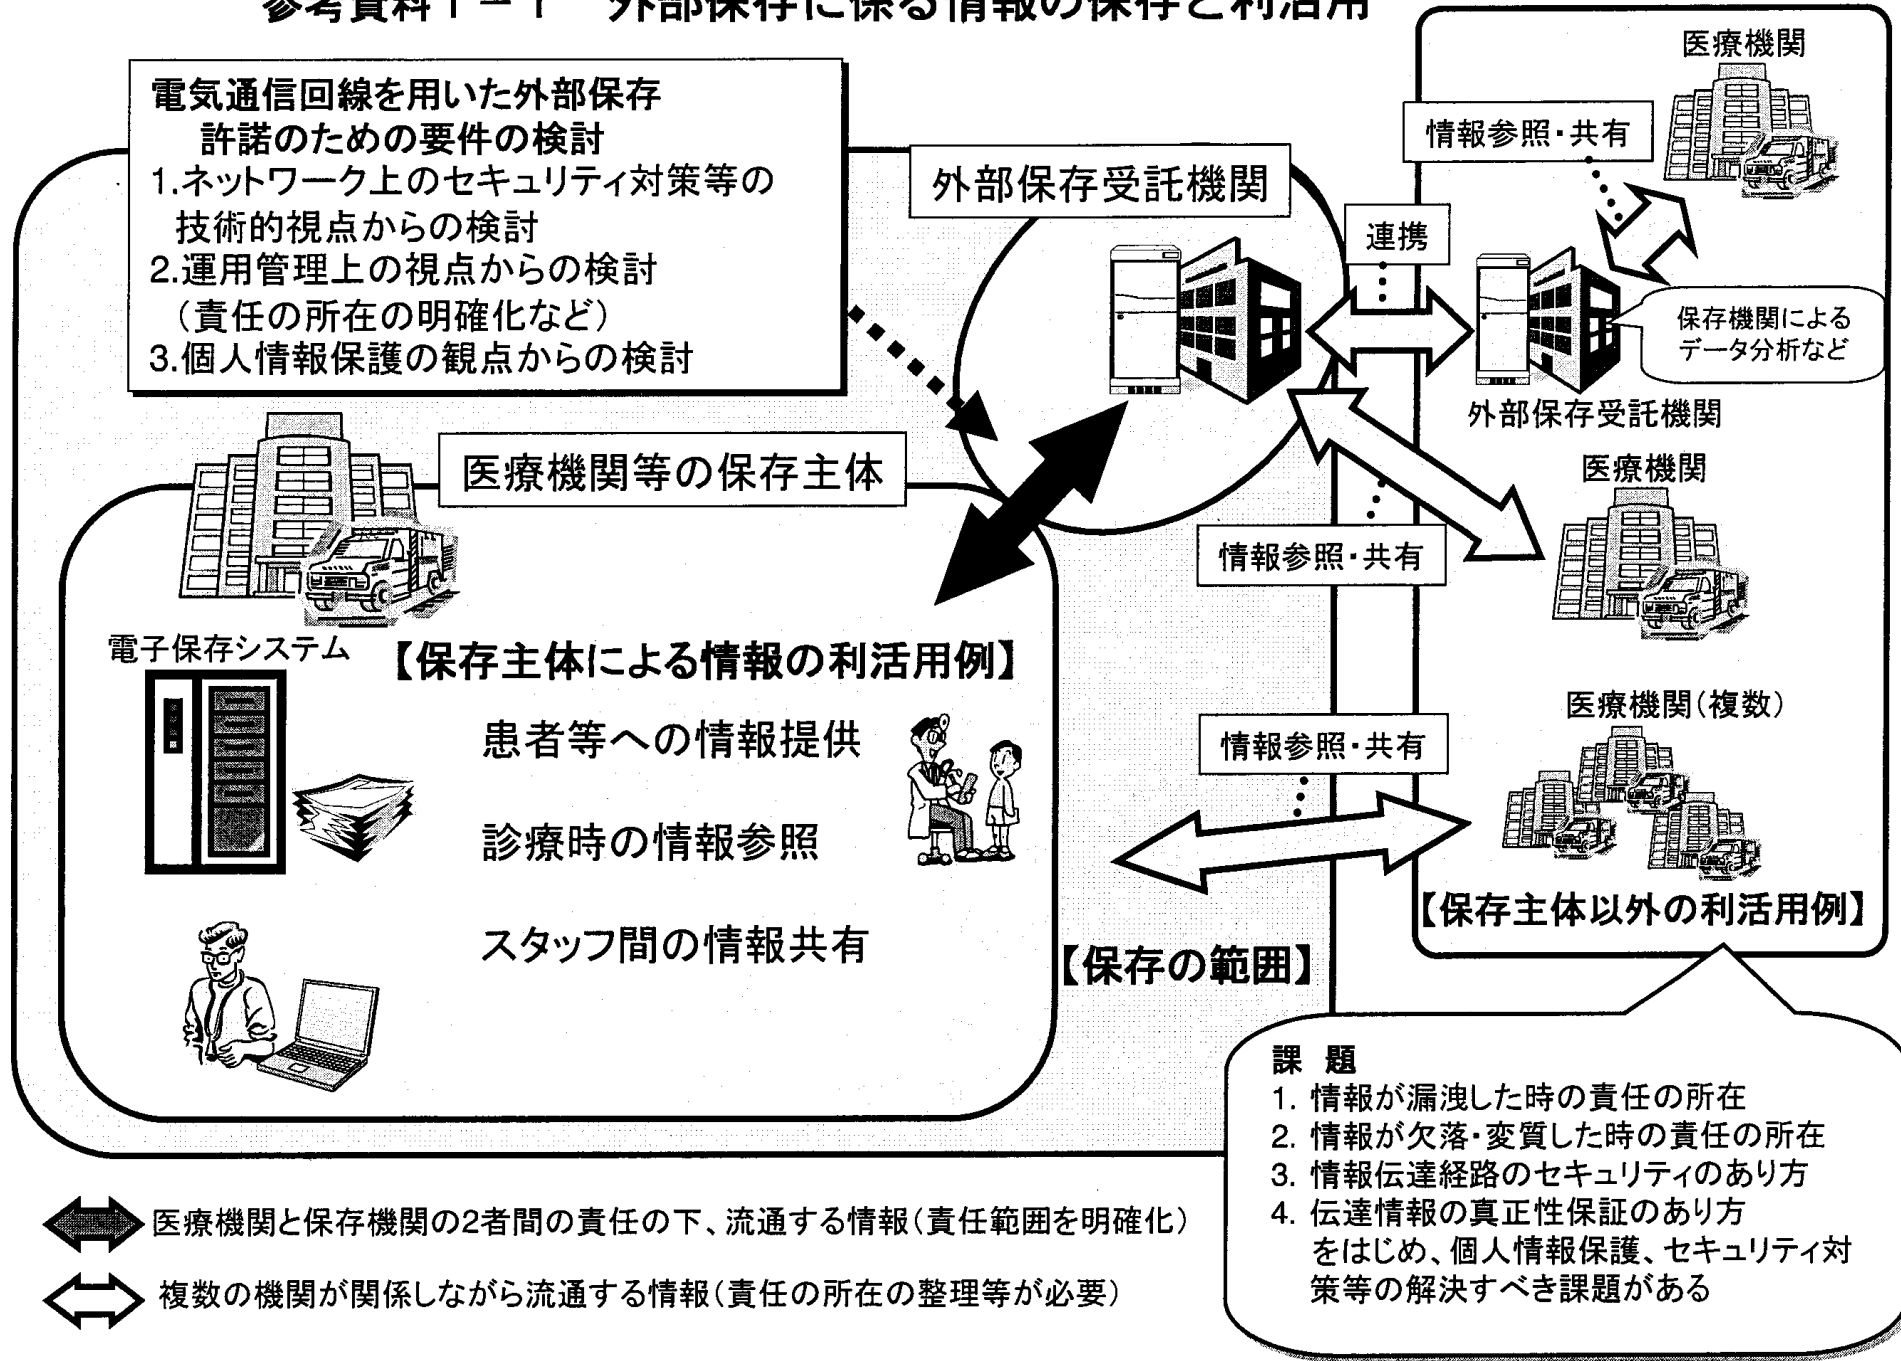 参考資料1-1 外部保存に係る情報の保存と利活用
電気通信回線を用いた外部保存
許諾のための要件の検討
1.ネットワーク上のセキュリティ対策等の
技術的視点からの検討
2.運用管理上の視点からの検討
（責任の所在の明確化など）
3.個人情報保護の観点からの検討
外部保存受託機関
連携
医療機関
情報参照・共有
保存機関による
データ分析など
外部保存受託機関
医療機関
情報参照・共有
医療機関等の保存主体
電子保存システム
【保存主体による情報の利活用例】
患者等への情報提供
診療時の情報参照
スタッフ間の情報共有
医療機関（複数）
情報参照・共有
【保存主体以外の利活用例】
【保存の範囲】
課 題
1. 情報が漏洩した時の責任の所在
2. 情報が欠落・変質した時の責任の所在
3. 情報伝達経路のセキュリティのあり方
4. 伝達情報の真正性保証のあり方
をはじめ、個人情報保護、セキュリティ対
策等の解決すべき課題がある
医療機関と保存機関の2者間の責任の下、流通する情報（責任範囲を明確化）
複数の機関が関係しながら流通する情報（責任の所在の整理等が必要）